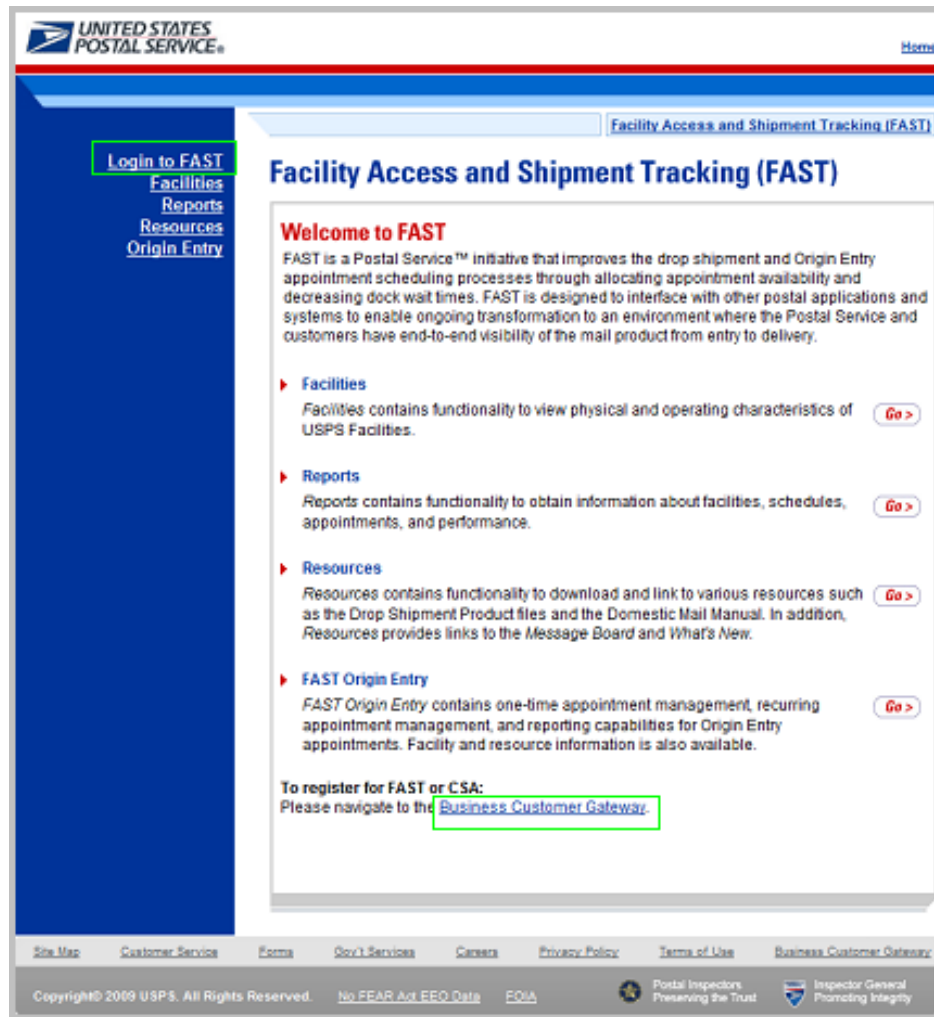 UNITED STATES
POSTAL SERVICE®
Home
Facility Access and Shipment Tracking (FAST)
Login to FAST
Facilities
Reports
Resources
Origin Entry
Facility Access and Shipment Tracking (FAST)
Welcome to FAST
FAST is a Postal Service™ initiative that improves the drop shipment and Origin Entry
appointment scheduling processes through allocating appointment availability and
decreasing dock wait times. FAST is designed to interface with other postal applications and
systems to enable ongoing transformation to an environment where the Postal Service and
customers have end-to-end visibility of the mail product from entry to delivery.
Facilities
Facilities contains functionality to view physical and operating characteristics of
USPS Facilities.
Go >
Reports
Reports contains functionality to obtain information about facilities, schedules,
appointments, and performance.
Go >
Resources
Resources contains functionality to download and link to various resources such
as the Drop Shipment Product files and the Domestic Mail Manual. In addition,
Resources provides links to the Message Board and What's New.
Go >
FAST Origin Entry
FAST Origin Entry contains one-time appointment management, recurring
appointment management, and reporting capabilities for Origin Entry
appointments. Facility and resource information is also available.
Go >
To register for FAST or CSA:
Please navigate to the Business Customer Gateway.
Site Map Customer Service Forms Gov't Services Careers Privacy Policy Terms of Use Business Customer Gateway
Copyright© 2009 USPS. All Rights Reserved. No FEAR Act EEO Data FOIA
Postal Inspectors
Preserving the Trust
Inspector General
Promoting Integrity